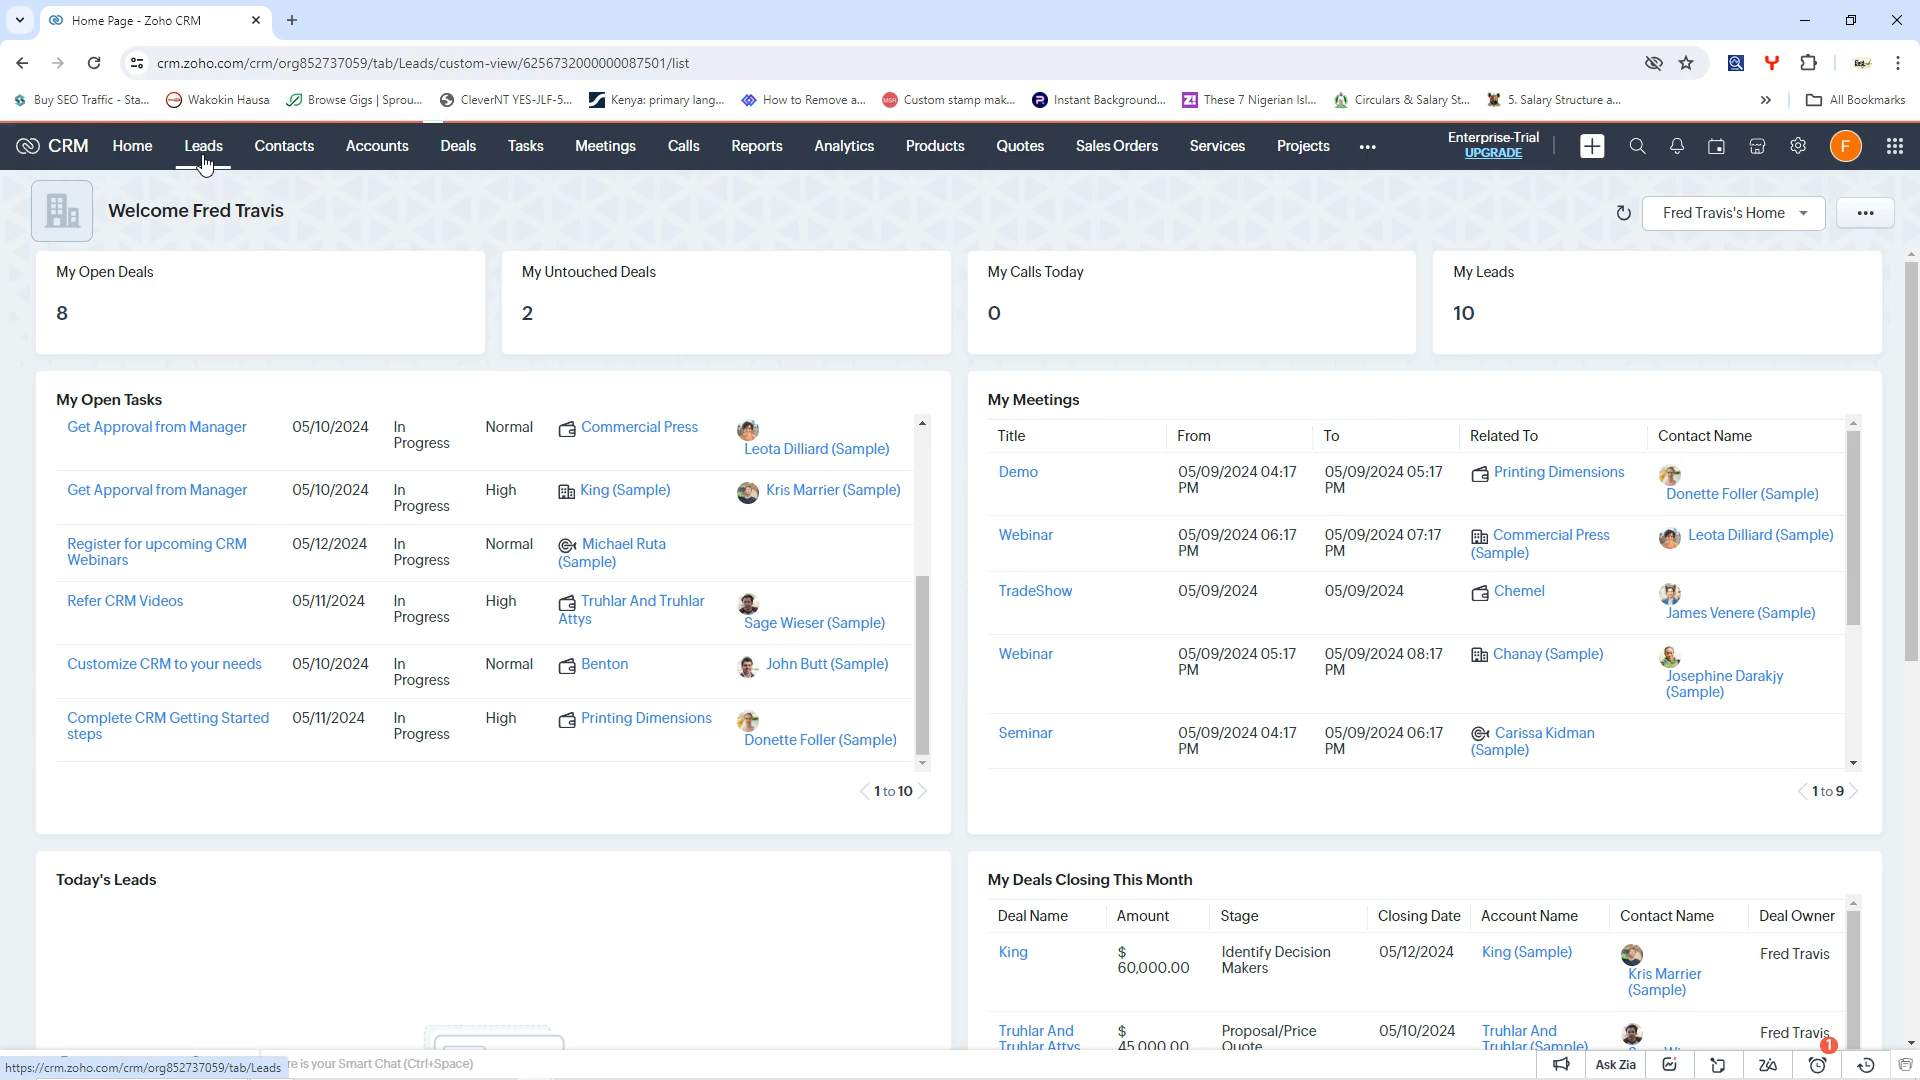 Home Page - Zoho CRM
crm.zoho.com/crm/org852737059/tab/Leads/custom-view/6256732000000087501/list
Buy SEO Traffic - Sta... Wakokin Hausa Browse Gigs | Sprou... CleverNT YES-JLF-5... Kenya: primary lang... How to Remove a... Custom stamp mak... Instant Background... These 7 Nigerian Isl... Circulars & Salary St... 5. Salary Structure a... » All Bookmarks
CRM Home Leads Contacts Accounts Deals Tasks Meetings Calls Reports Analytics Products Quotes Sales Orders Services Projects ••• Enterprise-Trial F
UPGRADE
Welcome Fred Travis Fred Travis's Home •••
My Open Deals My Untouched Deals My Calls Today My Leads
8 2 0 10
My Open Tasks
Get Approval from Manager 05/10/2024 In Progress Normal Commercial Press Leota Dilliard (Sample)
Get Apporval from Manager 05/10/2024 In Progress High King (Sample) Kris Marrier (Sample)
Register for upcoming CRM Webinars 05/12/2024 In Progress Normal Michael Ruta (Sample)
Refer CRM Videos 05/11/2024 In Progress High Truhlar And Truhlar Attys Sage Wieser (Sample)
Customize CRM to your needs 05/10/2024 In Progress Normal Benton John Butt (Sample)
Complete CRM Getting Started steps 05/11/2024 In Progress High Printing Dimensions Donette Foller (Sample)
1 to 10
My Meetings
Title From To Related To Contact Name
Demo 05/09/2024 04:17 PM 05/09/2024 05:17 PM Printing Dimensions Donette Foller (Sample)
Webinar 05/09/2024 06:17 PM 05/09/2024 07:17 PM Commercial Press (Sample) Leota Dilliard (Sample)
TradeShow 05/09/2024 05/09/2024 Chemel James Venere (Sample)
Webinar 05/09/2024 05:17 PM 05/09/2024 08:17 PM Chanay (Sample) Josephine Darakjy (Sample)
Seminar 05/09/2024 04:17 PM 05/09/2024 06:17 PM Carissa Kidman (Sample)
1 to 9
Today's Leads
My Deals Closing This Month
Deal Name Amount Stage Closing Date Account Name Contact Name Deal Owner
King $ 60,000.00 Identify Decision Makers 05/12/2024 King (Sample) Kris Marrier (Sample) Fred Travis
Truhlar And Truhlar Attys $ 45,000.00 Proposal/Price Quote 05/10/2024 Truhlar And Truhlar (Sample) Fred Travis
https://crm.zoho.com/crm/org852737059/tab/Leads is your Smart Chat (Ctrl+Space) Ask Zia 1